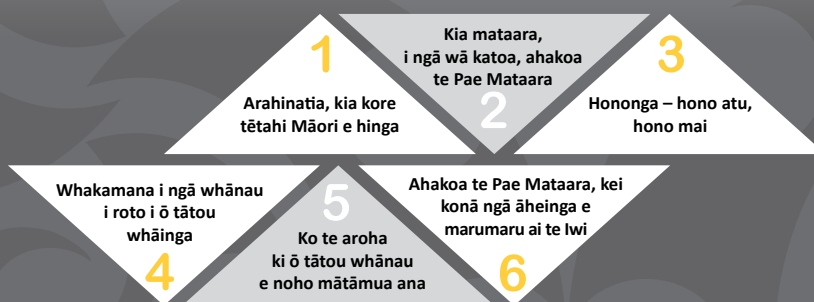 1
Arahinatia, kia kore
tētahi Māori e hinga
Kia mataara,
i ngā wā katoa, ahakoa
te Pae Mataara
2
3
Hononga – hono atu,
hono mai
Whakamana i ngā whānau
i roto i ō tātou
whāinga
4
5
Ko te aroha
ki ō tātou whānau
e noho mātāmua ana
Ahakoa te Pae Mataara, kei
konā ngā āheinga e
marumaru ai te Iwi
6